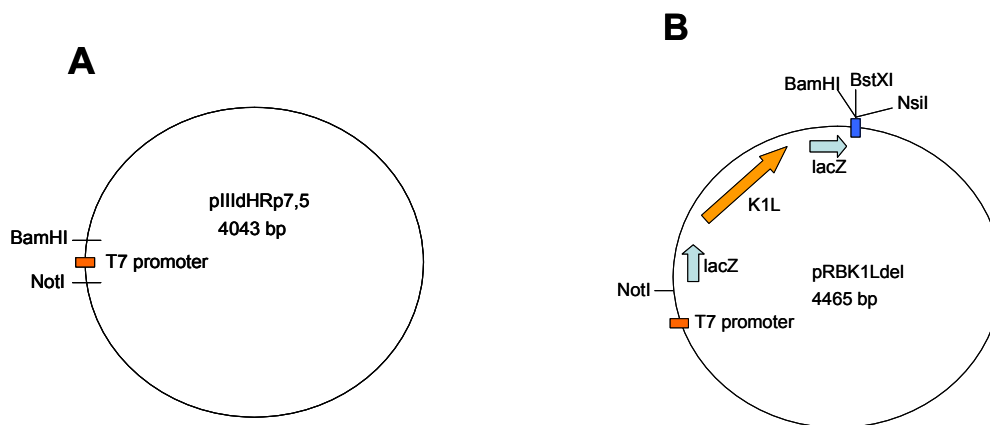 A
pIIIdHRp7,5
4043 bp
BamHI
T7 promoter
NotI
B
BamHI
BstXI
NsiI
lacZ
K1L
lacZ
NotI
pRBK1Ldel
4465 bp
T7 promoter